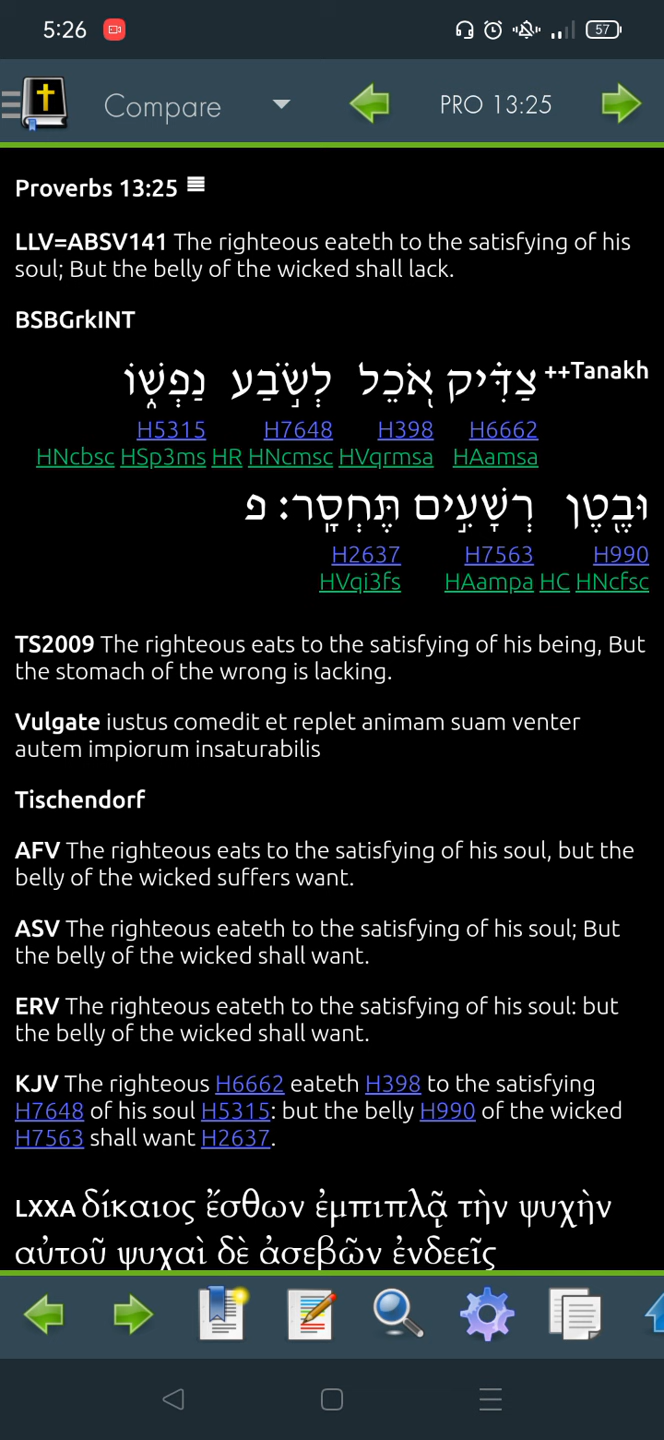 5:26
57
Compare
PRO 13:25
Proverbs 13:25
LLV=ABSV141 The righteous eateth to the satisfying of his
soul; But the belly of the wicked shall lack.
BSBGrkINT
++Tanakh צַדִּ֗יק אֹ֭כֵל לְשֹׂ֣בַע נַפְשׁ֑וֹ
H5315 H7648 H398 H6662
HNcbsc HSp3ms HR HNcmsc HVqrmsa HAamsa
וּבֶ֖טֶן רְשָׁעִ֣ים תֶּחְסָֽר׃ פ
H2637 H7563 H990
HVqi3fs HAampa HC HNcfsc
TS2009 The righteous eats to the satisfying of his being, But
the stomach of the wrong is lacking.
Vulgate iustus comedit et replet animam suam venter
autem impiorum insaturabilis
Tischendorf
AFV The righteous eats to the satisfying of his soul, but the
belly of the wicked suffers want.
ASV The righteous eateth to the satisfying of his soul; But
the belly of the wicked shall want.
ERV The righteous eateth to the satisfying of his soul: but
the belly of the wicked shall want.
KJV The righteous H6662 eateth H398 to the satisfying
H7648 of his soul H5315: but the belly H990 of the wicked
H7563 shall want H2637.
LXXA δίκαιος ἔσθων ἐμπιπλᾷ τὴν ψυχὴν
αὐτοῦ ψυχαὶ δὲ ἀσεβῶν ἐνδεεῖς